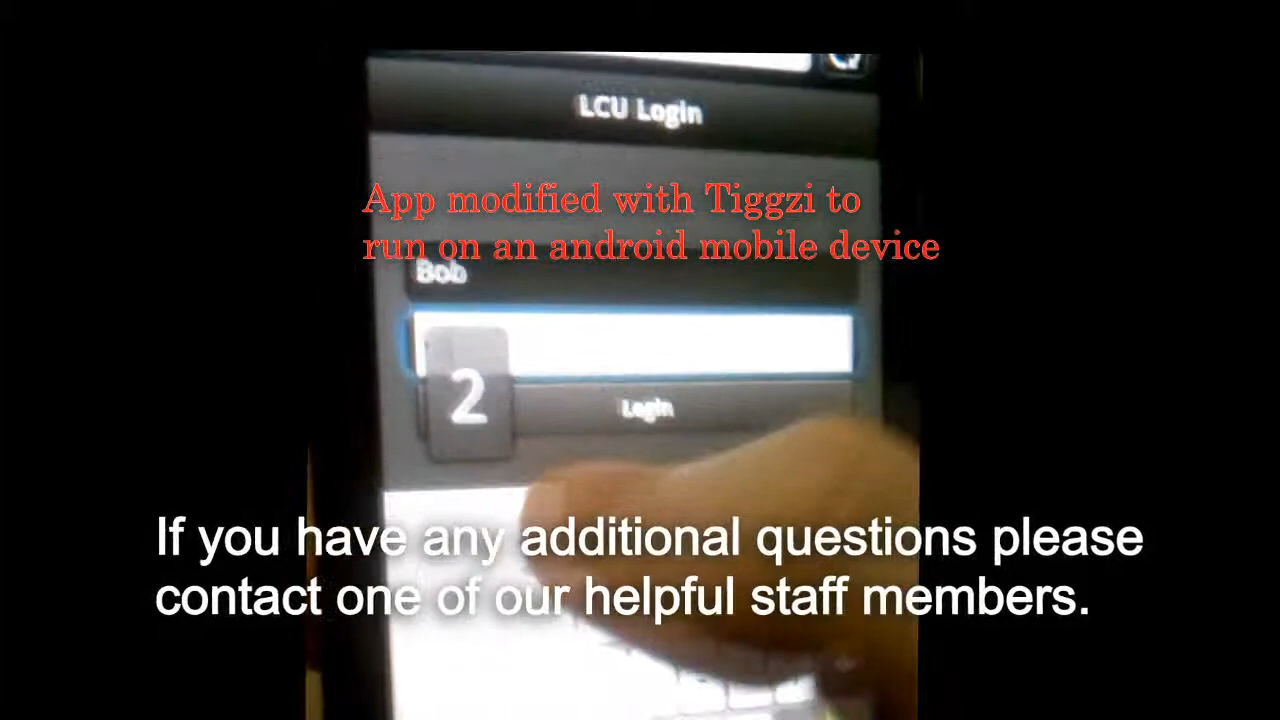 LCU Login
App modified with Tiggzi to
run on an android mobile device
Bob
2
Login
If you have any additional questions please
contact one of our helpful staff members.